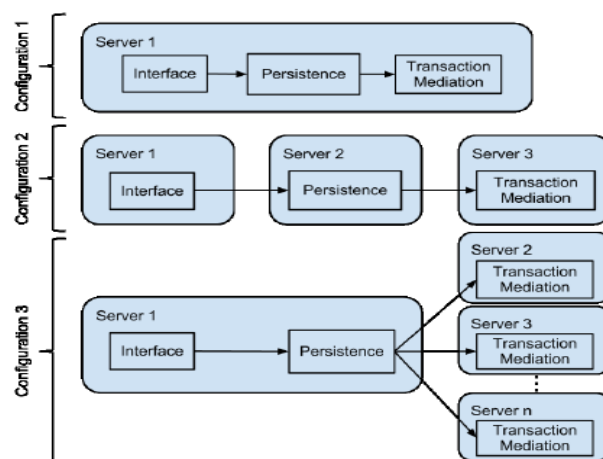 Configuration 1
Server 1
Interface
Persistence
Transaction
Mediation
Configuration 2
Server 1
Interface
Server 2
Persistence
Server 3
Transaction
Mediation
Configuration 3
Server 1
Interface
Persistence
Server 2
Transaction
Mediation
Server 3
Transaction
Mediation
Server n
Transaction
Mediation